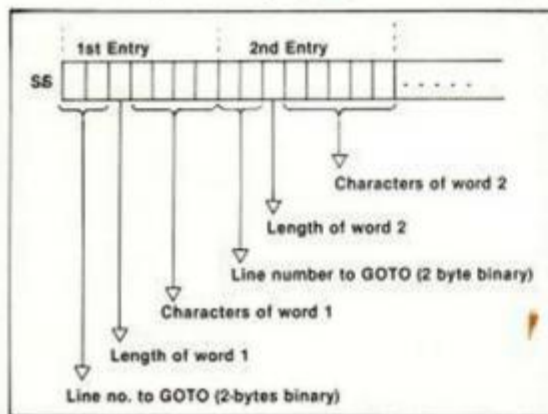 1st Entry 2nd Entry
S$ . . . . .
Characters of word 2
Length of word 2
Line number to GOTO (2 byte binary)
Characters of word 1
Length of word 1
Line no. to GOTO (2-bytes binary)